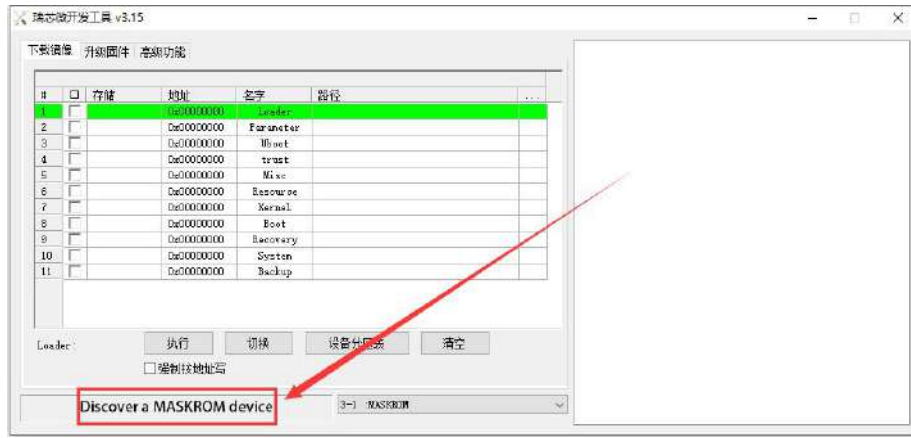 瑞芯微开发工具 v3.15
下载镜像 升级固件 高级功能
# 存储 地址 名字 路径 ...
1 0x00000000 Loader
2 0x00000000 Parameter
3 0x00000000 Uboot
4 0x00000000 trust
5 0x00000000 Misc
6 0x00000000 Resource
7 0x00000000 Kernel
8 0x00000000 Boot
9 0x00000000 Recovery
10 0x00000000 System
11 0x00000000 Backup
Loader: 执行 切换 设备分区表 清空
强制按地址写
Discover a MASKROM device 3-1 :MASKROM